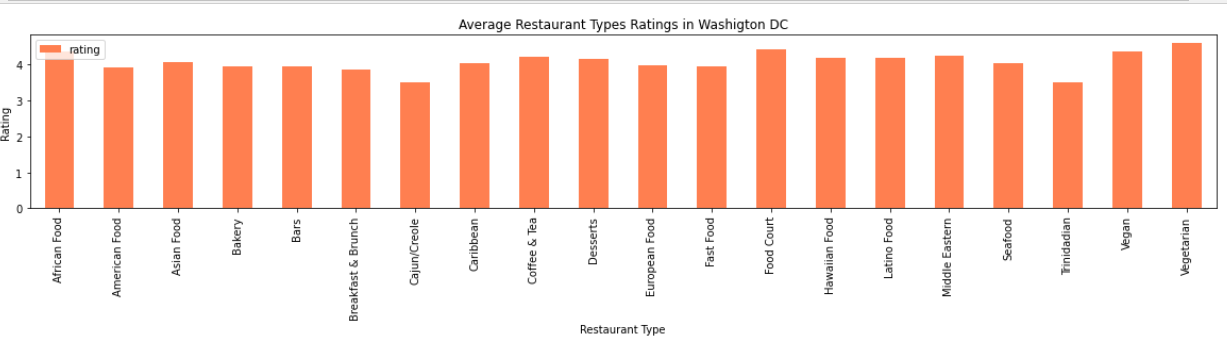 Average Restaurant Types Ratings in Washigton DC
rating
4
3
2
1
0
Rating
African Food
American Food
Asian Food
Bakery
Bars
Breakfast & Brunch
Cajun/Creole
Caribbean
Coffee & Tea
Desserts
European Food
Fast Food
Food Court
Hawaiian Food
Latino Food
Middle Eastern
Seafood
Trinidadian
Vegan
Vegetarian
Restaurant Type